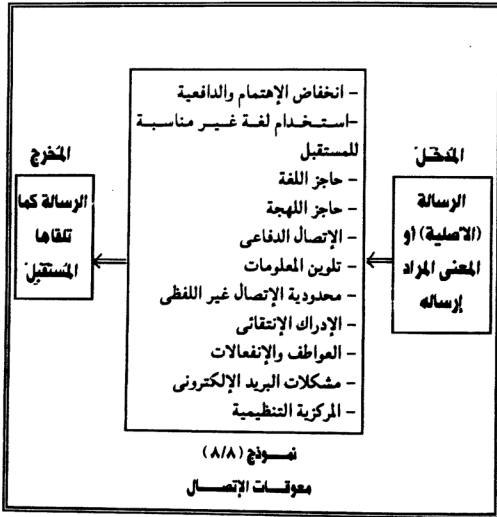 المدخل
الرسالة
(الأصلية) أو
المعنى المراد
إرساله
– انخفاض الإهتمام والدافعية
–استخدام لغة غير مناسبة
للمستقبل
– حاجز اللغة
– حاجز اللهجة
– الإتصال الدفاعى
– تلوين المعلومات
– محدودية الإتصال غير اللفظى
– الإدراك الإنتقائى
– العواطف والإنفعالات
– مشكلات البريد الإلكترونى
– المركزية التنظيمية
المخرج
الرسالة كما
تلقاها
المستقبل
نموذج (٨/٨)
معوقات الإتصال